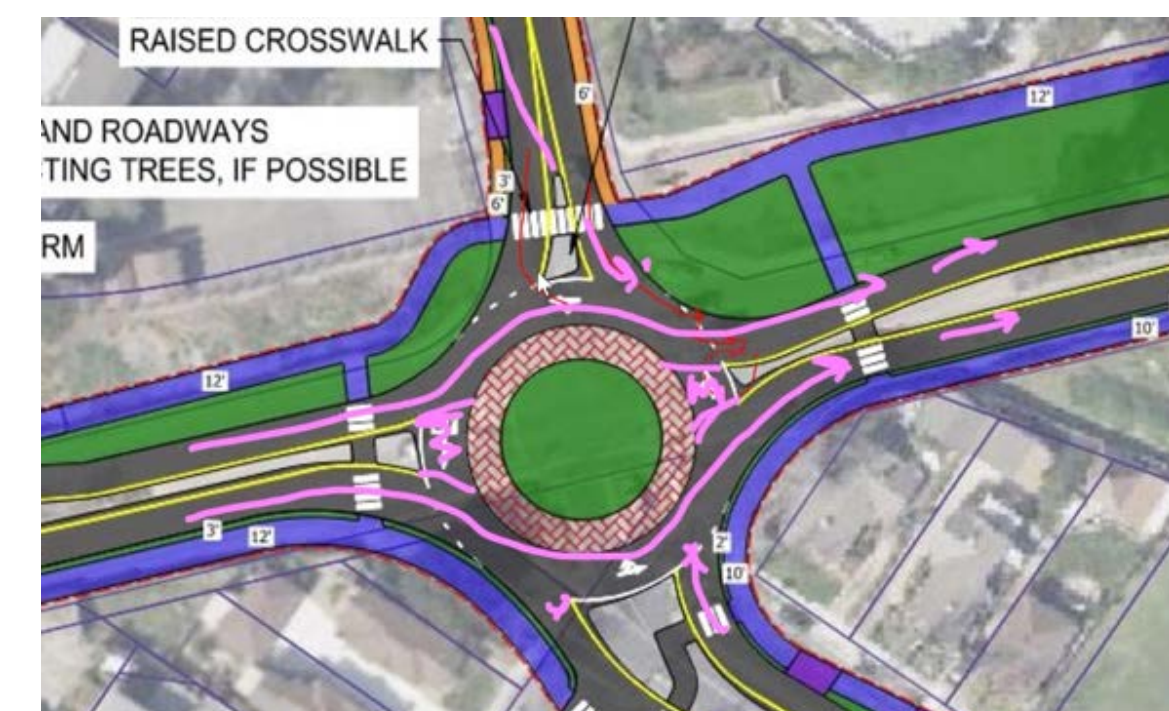 RAISED CROSSWALK
6'
12'
AND ROADWAYS
TING TREES, IF POSSIBLE
3'
6'
RM
12'
10'
3'
12'
2'
10'